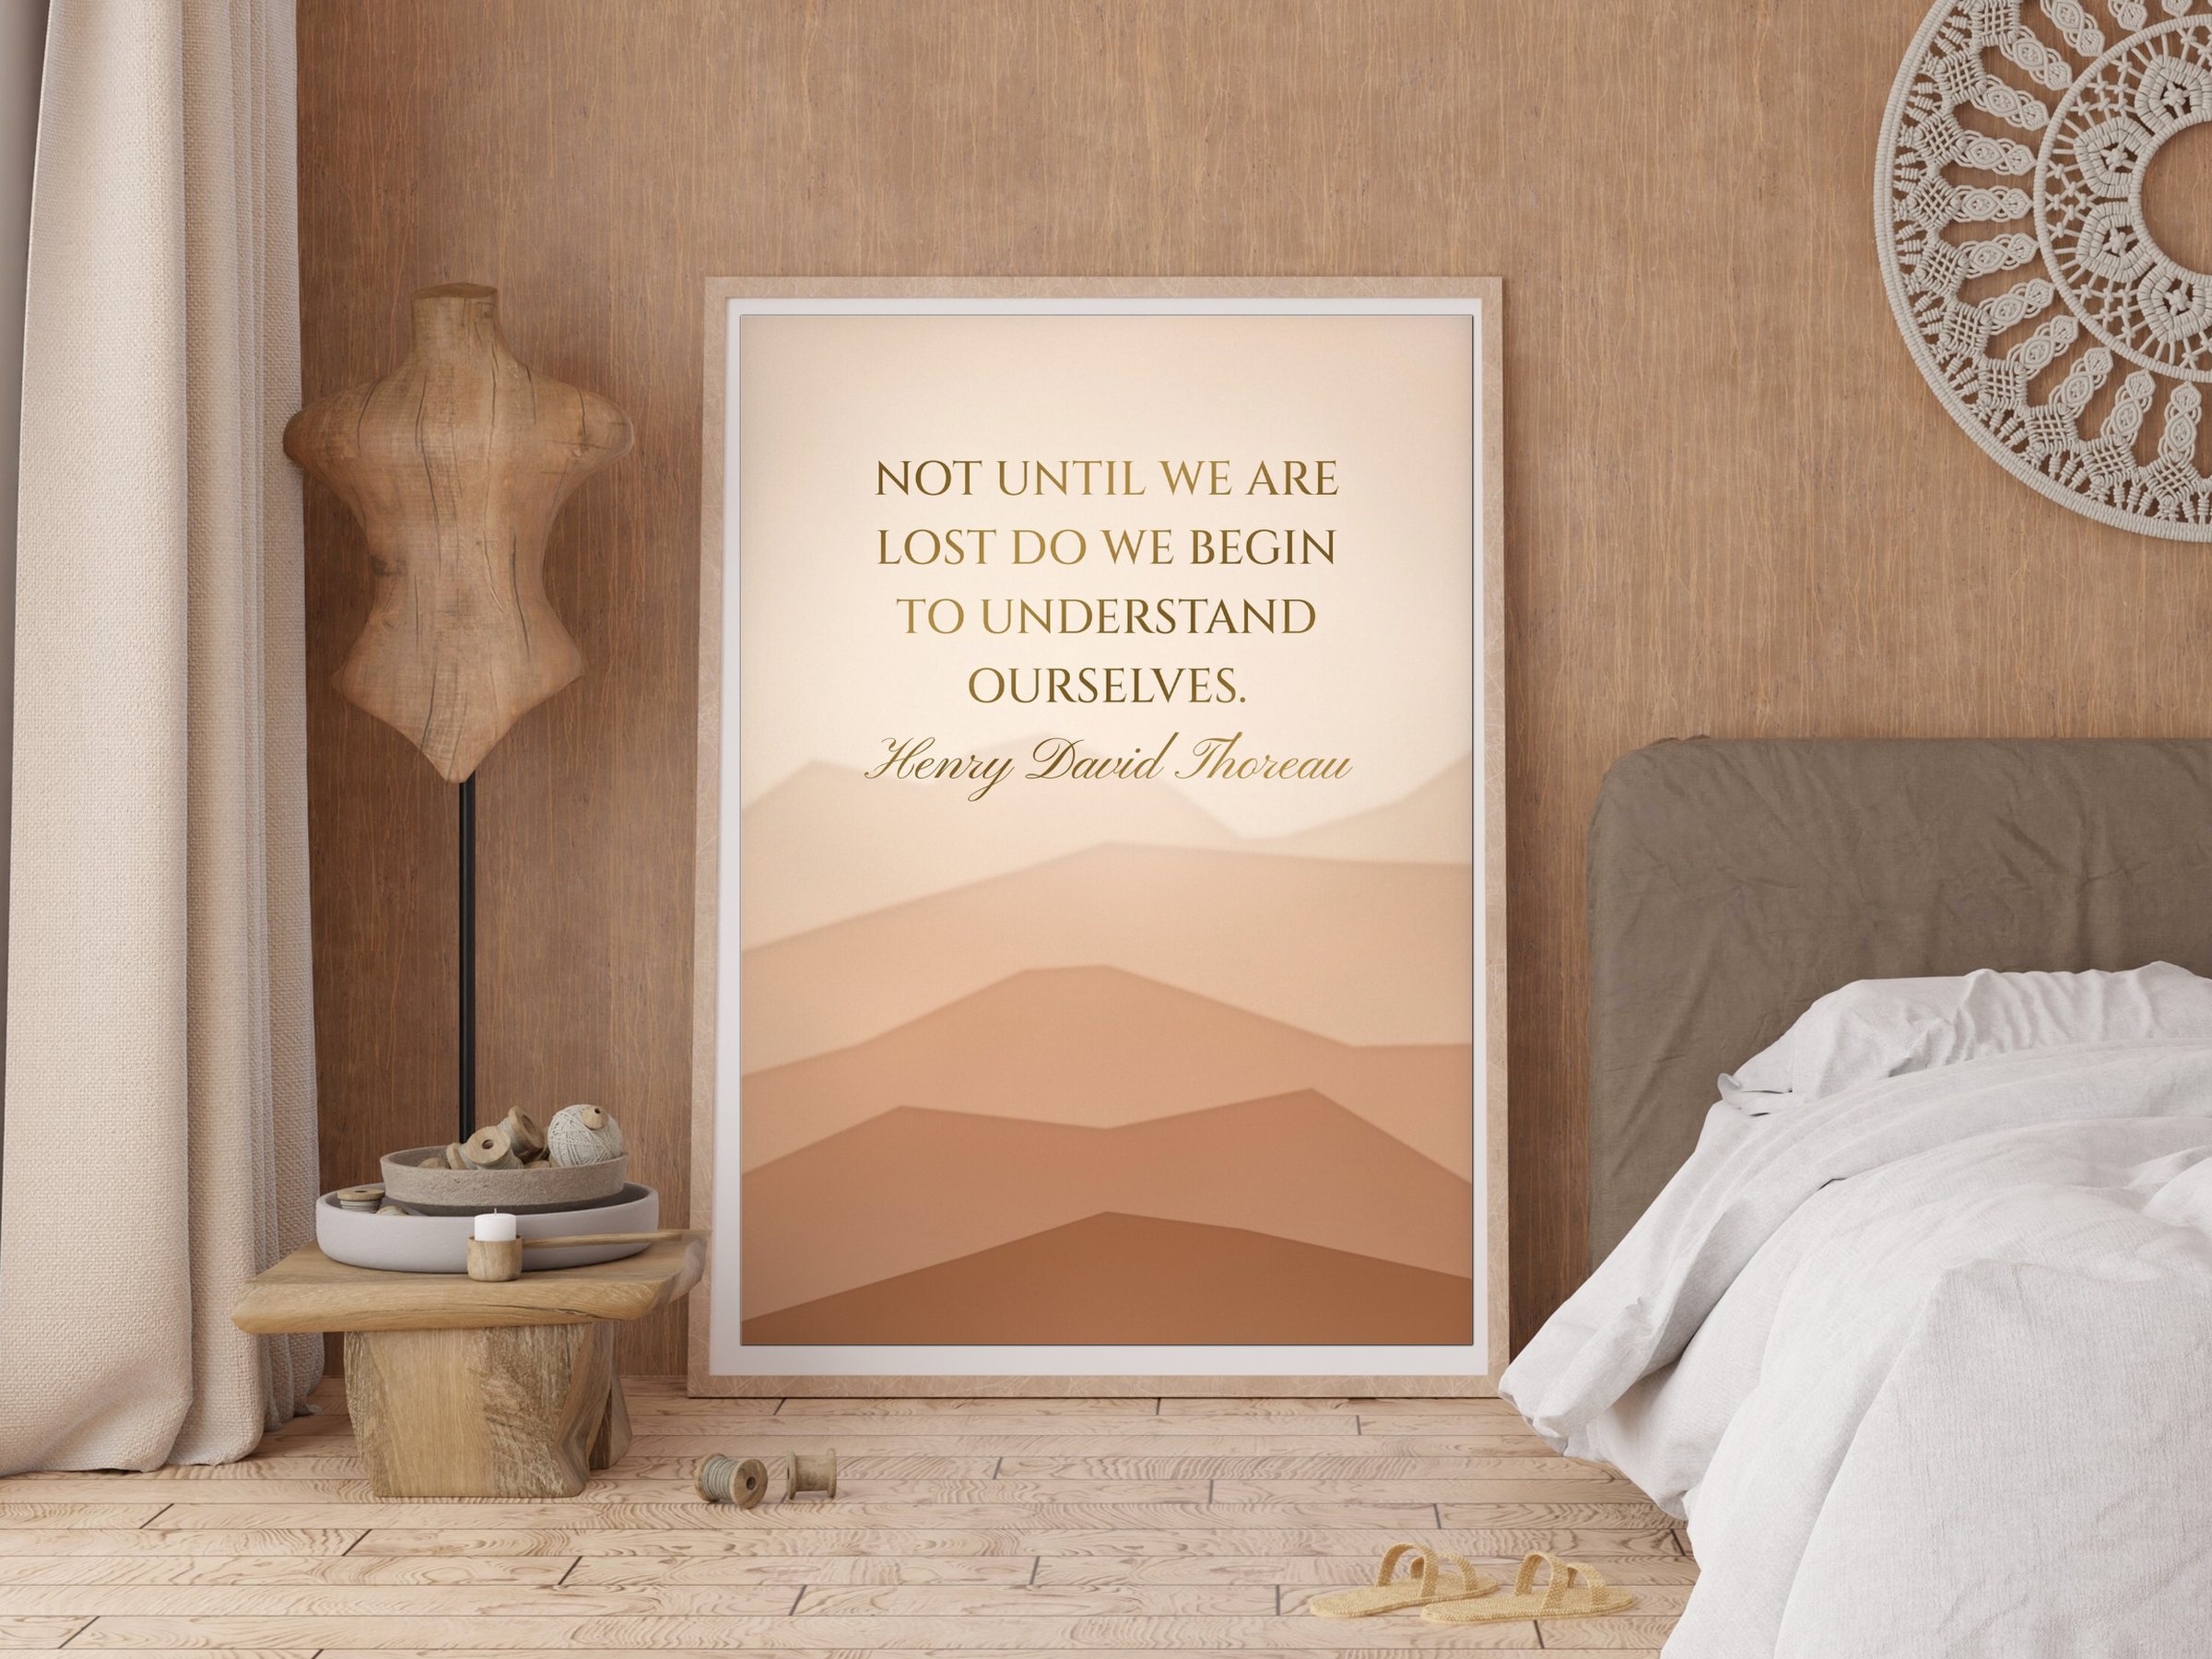 NOT UNTIL WE ARE
LOST DO WE BEGIN
TO UNDERSTAND
OURSELVES.
Henry David Thoreau